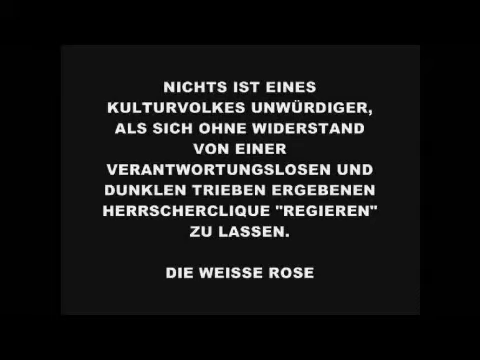 NICHTS IST EINES
KULTURVOLKES UNWÜRDIGER,
ALS SICH OHNE WIDERSTAND
VON EINER
VERANTWORTUNGSLOSEN UND
DUNKLEN TRIEBEN ERGEBENEN
HERRSCHERCLIQUE "REGIEREN"
ZU LASSEN.
DIE WEISSE ROSE